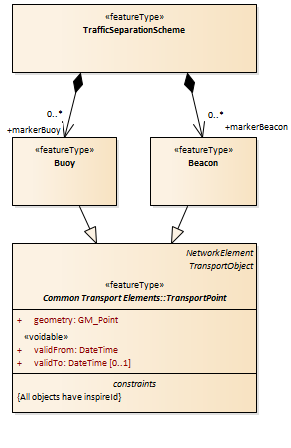 «featureType»
TrafficSeparationScheme
0..*
+markerBuoy
0..*
+markerBeacon
«featureType»
Buoy
«featureType»
Beacon
NetworkElement
TransportObject
«featureType»
Common Transport Elements::TransportPoint
+ geometry: GM_Point
«voidable»
+ validFrom: DateTime
+ validTo: DateTime [0..1]
constraints
{All objects have inspireId}